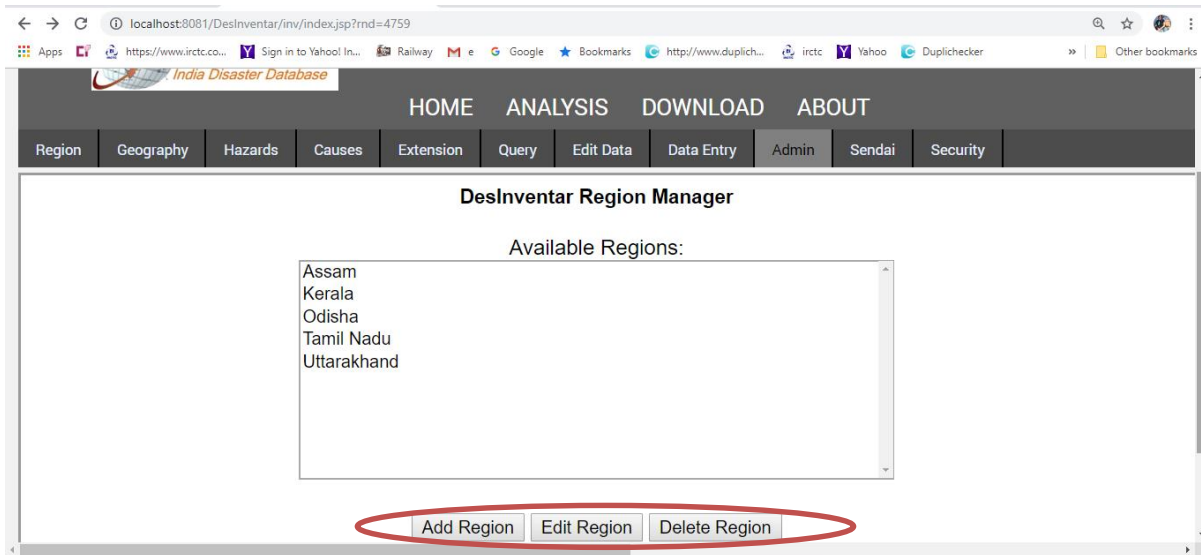 localhost:8081/DesInventar/inv/index.jsp?rnd=4759
Apps https://www.irctc.co... Sign in to Yahoo! In... Railway M e G Google Bookmarks http://www.duplich... irctc Yahoo Duplichecker » Other bookmarks
India Disaster Database
HOME ANALYSIS DOWNLOAD ABOUT
Region Geography Hazards Causes Extension Query Edit Data Data Entry Admin Sendai Security
DesInventar Region Manager
Available Regions:
Assam
Kerala
Odisha
Tamil Nadu
Uttarakhand
Add Region Edit Region Delete Region